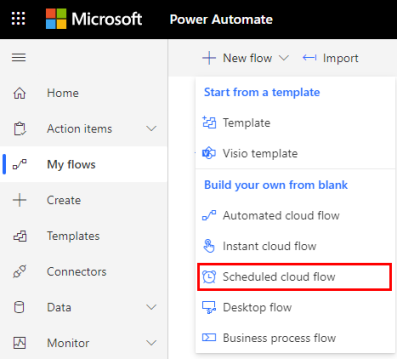 Microsoft Power Automate
New flow Import
Home
Action items
My flows
Create
Templates
Connectors
Data
Monitor
Start from a template
Template
Visio template
Build your own from blank
Automated cloud flow
Instant cloud flow
Scheduled cloud flow
Desktop flow
Business process flow